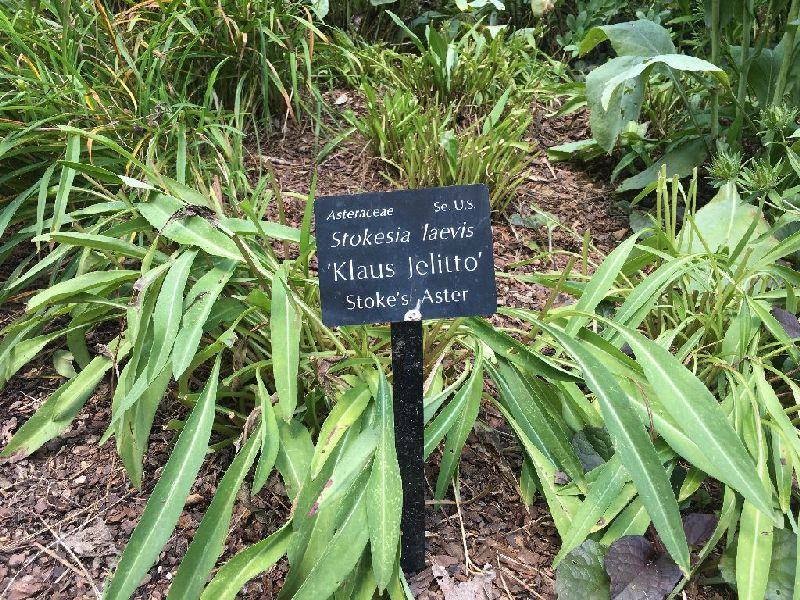 Asteraceae Se. U.S.
Stokesia laevis
'Klaus Jelitto'
Stoke's Aster